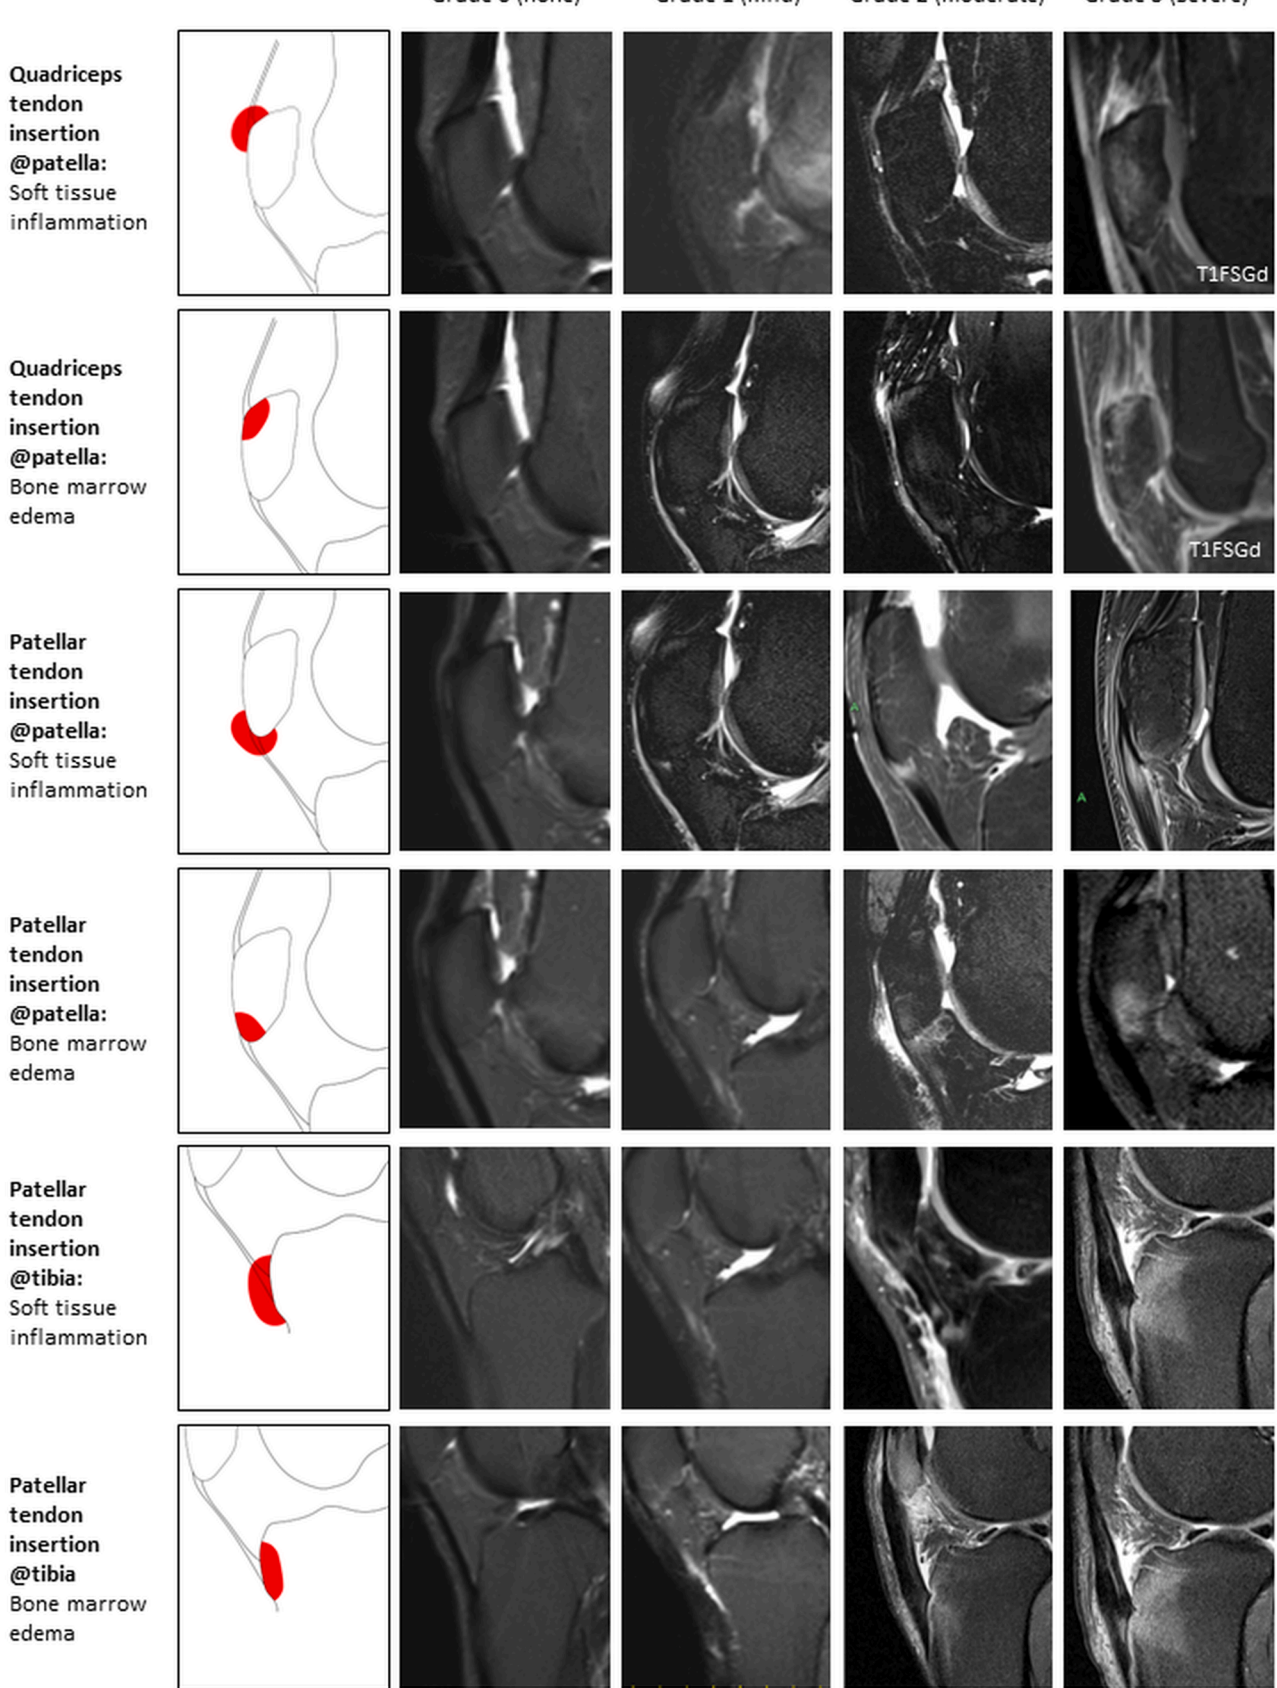 Quadriceps
tendon
insertion
@patella:
Soft tissue
inflammation
T1FSGd
Quadriceps
tendon
insertion
@patella:
Bone marrow
edema
T1FSGd
Patellar
tendon
insertion
@patella:
Soft tissue
inflammation
A
A
Patellar
tendon
insertion
@patella:
Bone marrow
edema
Patellar
tendon
insertion
@tibia:
Soft tissue
inflammation
Patellar
tendon
insertion
@tibia
Bone marrow
edema